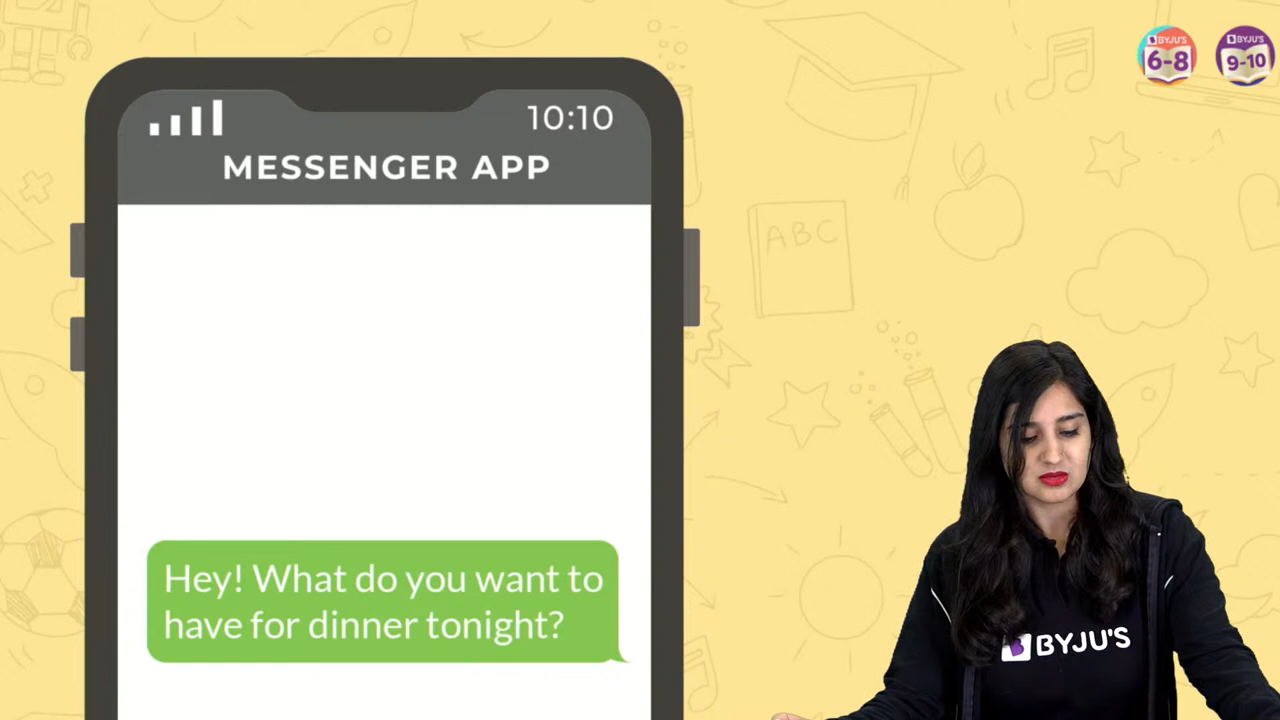 BYJU'S
6-8
BYJU'S
9-10
10:10
MESSENGER APP
ABC
Hey! What do you want to
have for dinner tonight?
BYJU'S